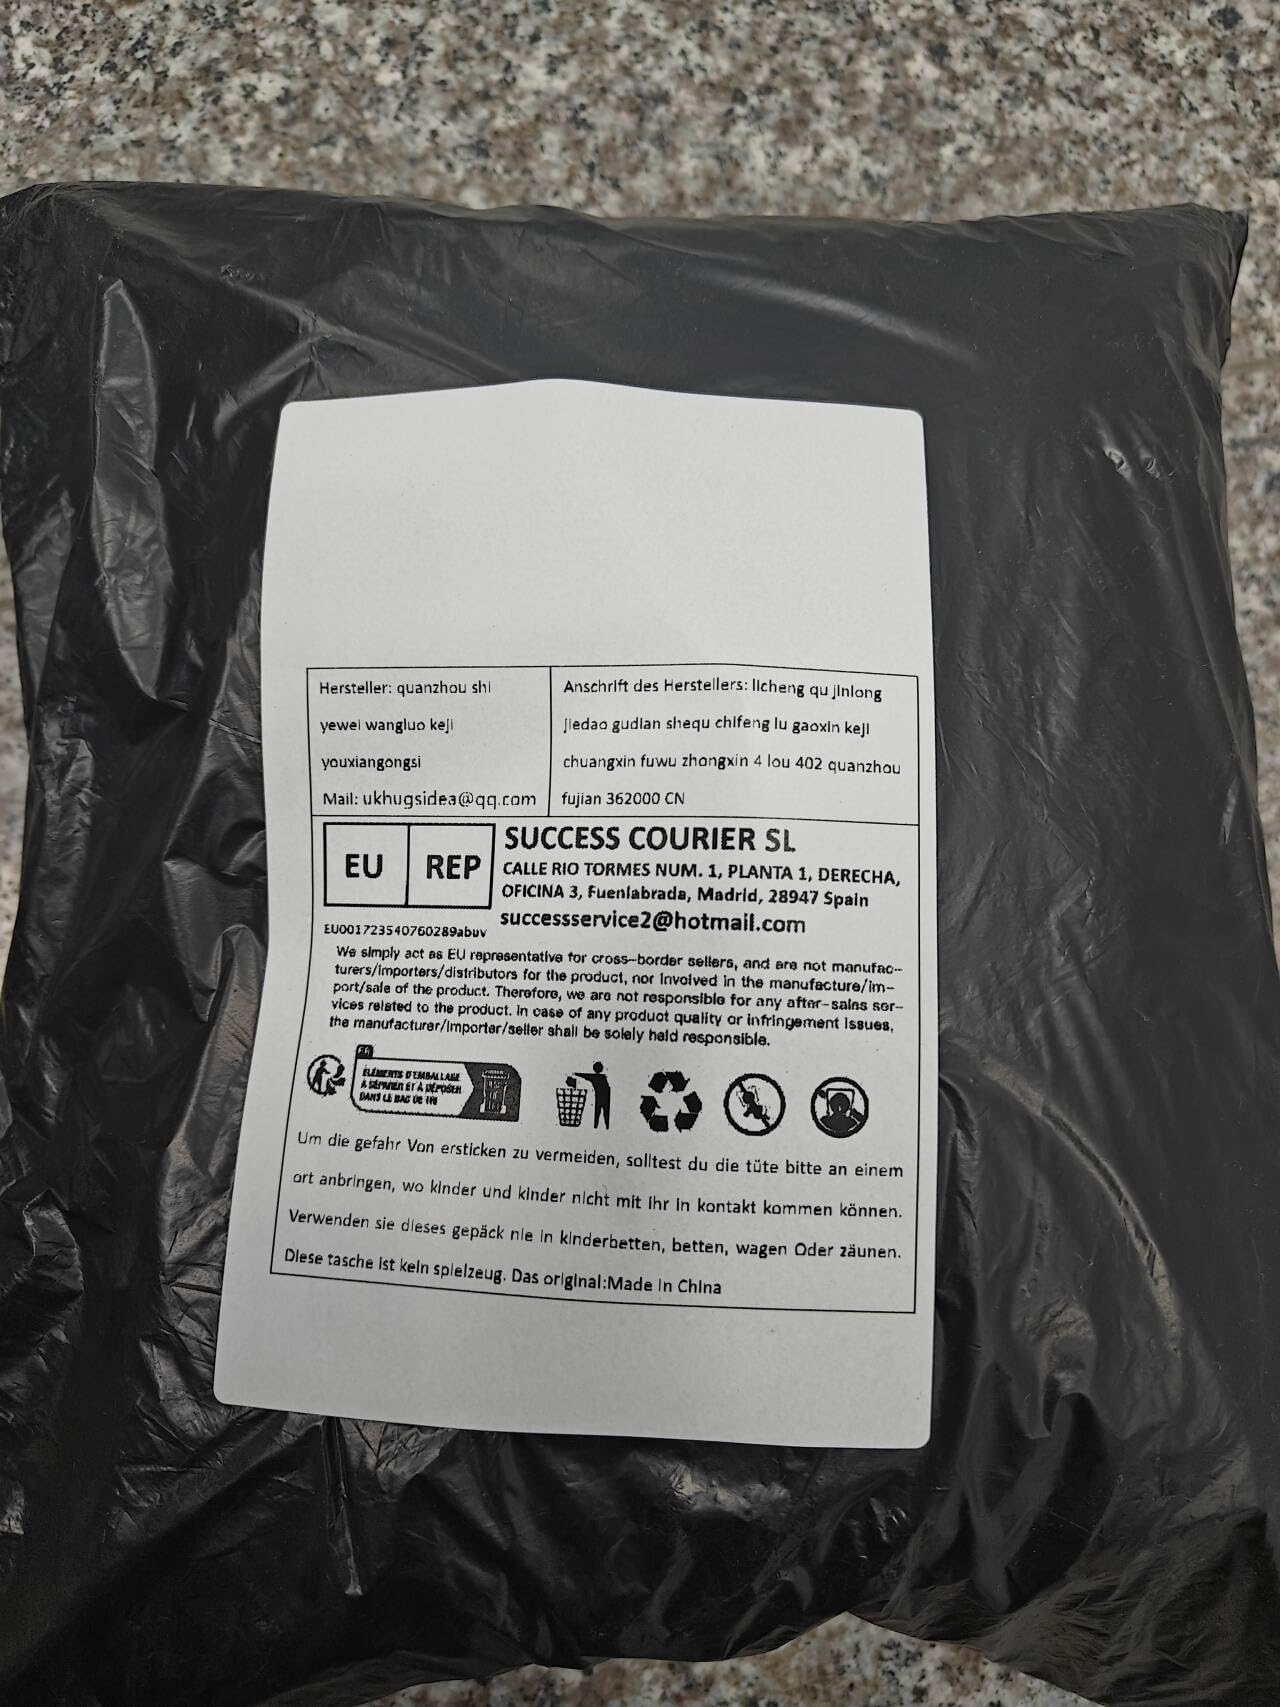 Hersteller: quanzhou shi
yewei wangluo keji
youxiangongsi
Mail: ukhugsidea@qq.com
Anschrift des Herstellers: licheng qu jinlong
jiedao gudian shequ chifeng lu gaoxin keji
chuangxin fuwu zhongxin 4 lou 402 quanzhou
fujian 362000 CN
EU REP
SUCCESS COURIER SL
CALLE RIO TORMES NUM. 1, PLANTA 1, DERECHA,
OFICINA 3, Fuenlabrada, Madrid, 28947 Spain
successservice2@hotmail.com
EU001723540760289abuv
We simply act as EU representative for cross-border sellers, and are not manufac-
turers/importers/distributors for the product, nor involved in the manufacture/im-
port/sale of the product. Therefore, we are not responsible for any after-sales ser-
vices related to the product. In case of any product quality or infringement issues,
the manufacturer/importer/seller shall be solely held responsible.
FR
ÉLÉMENTS D'EMBALLAGE
À SÉPARER ET À DÉPOSER
DANS LE BAC DE TRI
Um die gefahr Von ersticken zu vermeiden, solltest du die tüte bitte an einem
ort anbringen, wo kinder und kinder nicht mit ihr in kontakt kommen können.
Verwenden sie dieses gepäck nie in kinderbetten, betten, wagen Oder zäunen.
Diese tasche ist kein spielzeug. Das original:Made in China